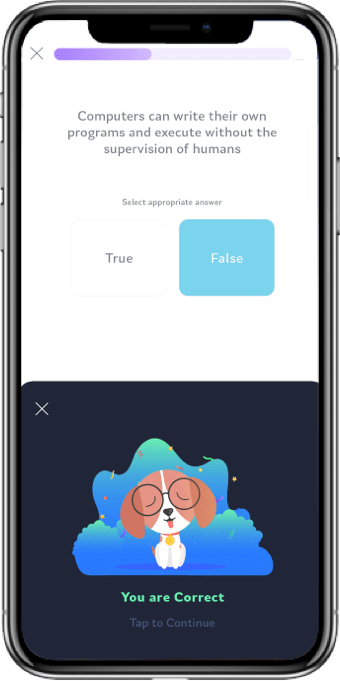 Computers can write their own
programs and execute without the
supervision of humans
Select appropriate answer
True
False
You are Correct
Tap to Continue